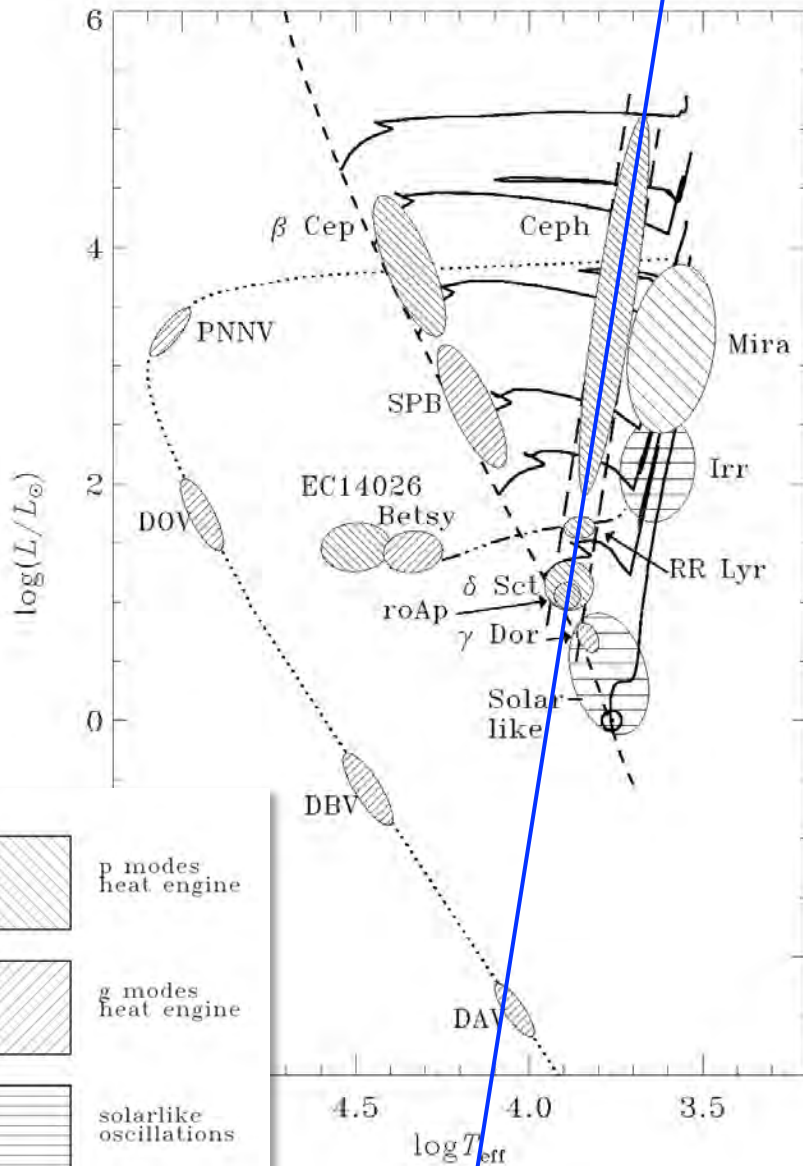 6
β Cep
Ceph
4
PNNV
Mira
SPB
log(L/L⊙)
Irr
2
EC14026
DOV
Betsy
RR Lyr
δ Sct
roAp
γ Dor
Solar
like
0
DBV
p modes
heat engine
g modes
heat engine
DAV
solarlike
oscillations
4.5
4.0
3.5
log Teff